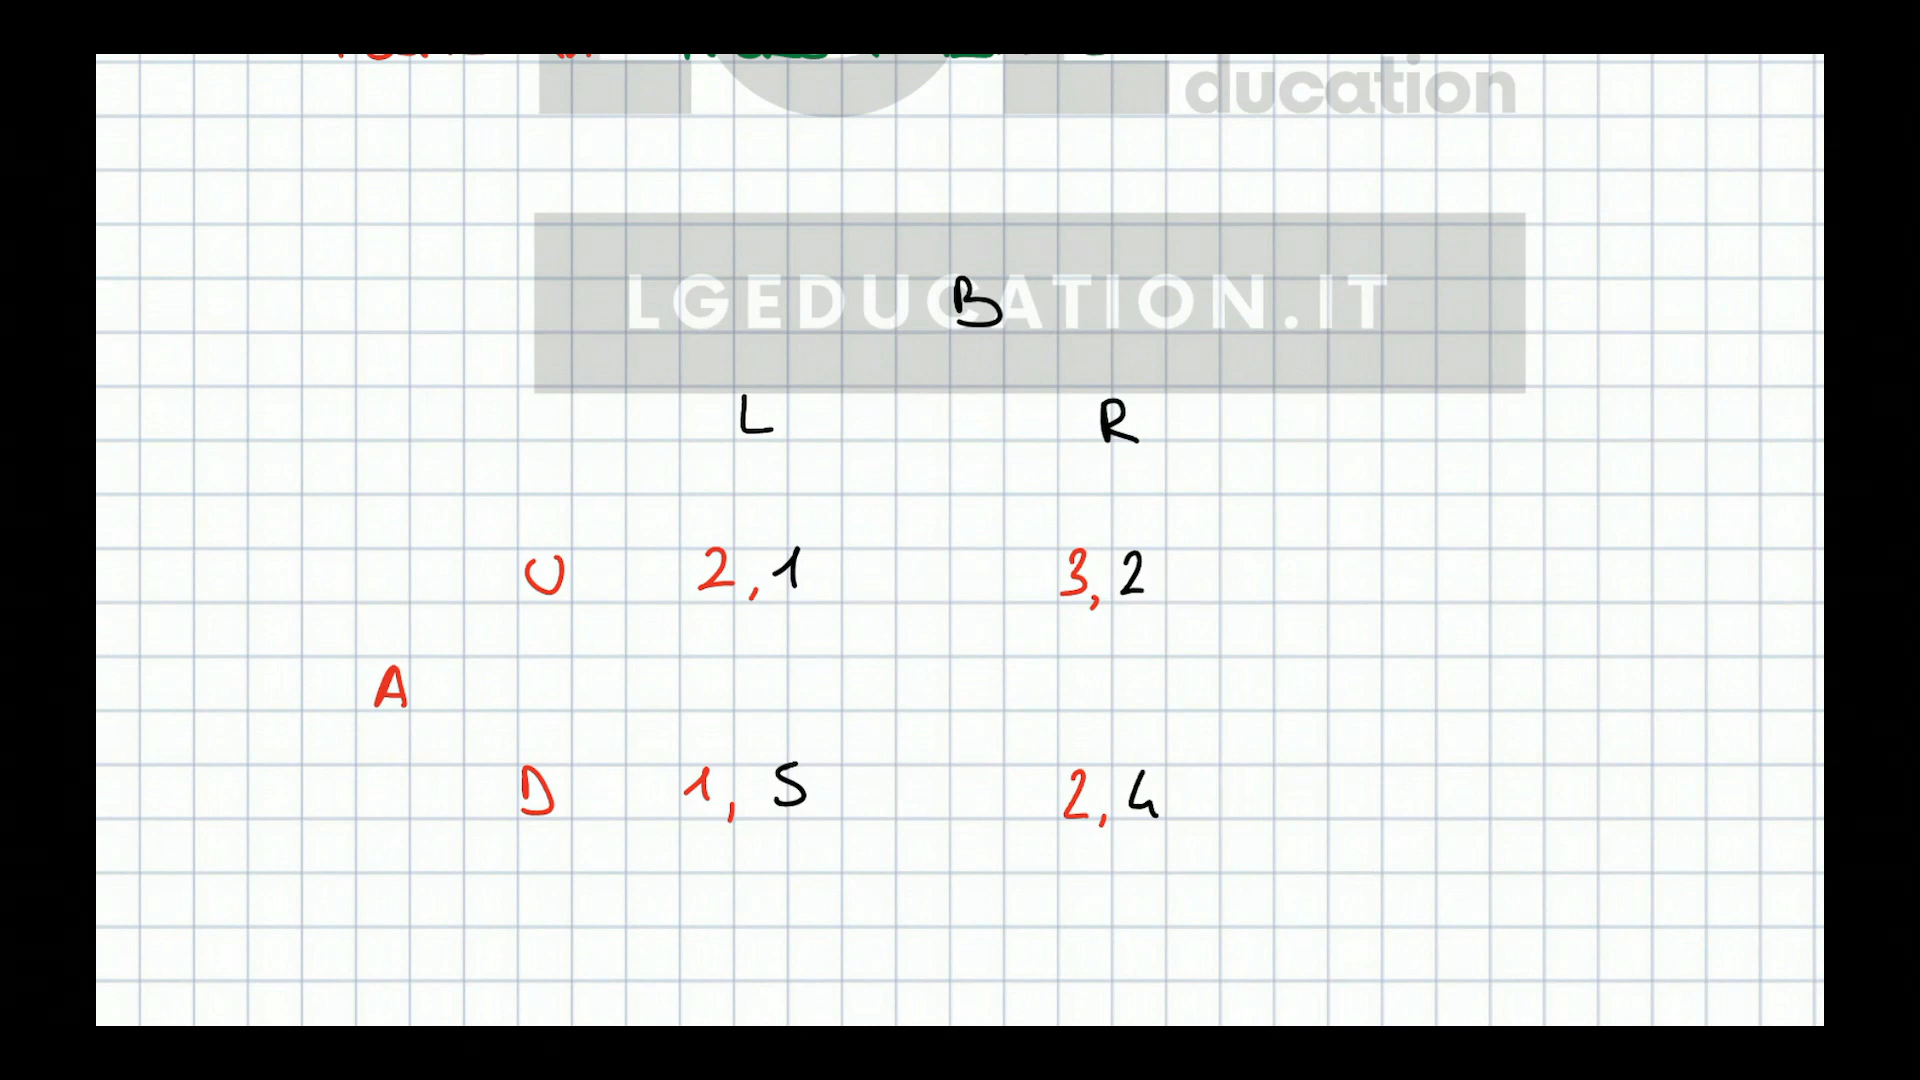 ducation
LGEDUCATION.IT
B
L R
U 2,1 3,2
A
D 1,5 2,4